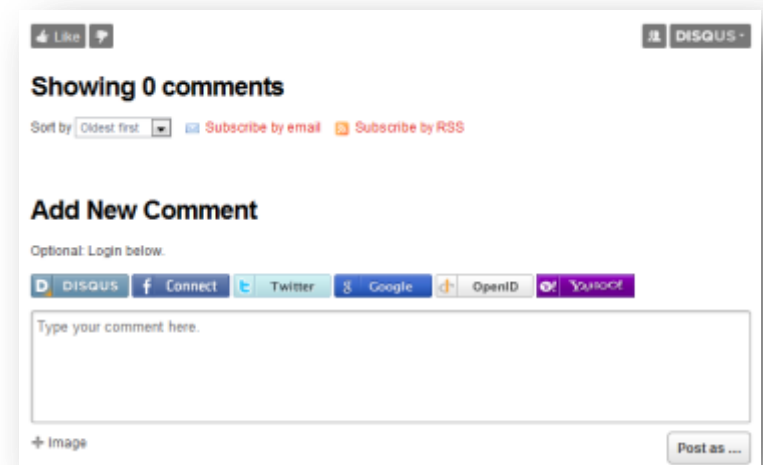 Like DISQUS
Showing 0 comments
Sort by Oldest first Subscribe by email Subscribe by RSS
Add New Comment
Optional: Login below.
D DISQUS f Connect t Twitter g Google OpenID Y! YAHOO!
Type your comment here.
+ Image Post as ....